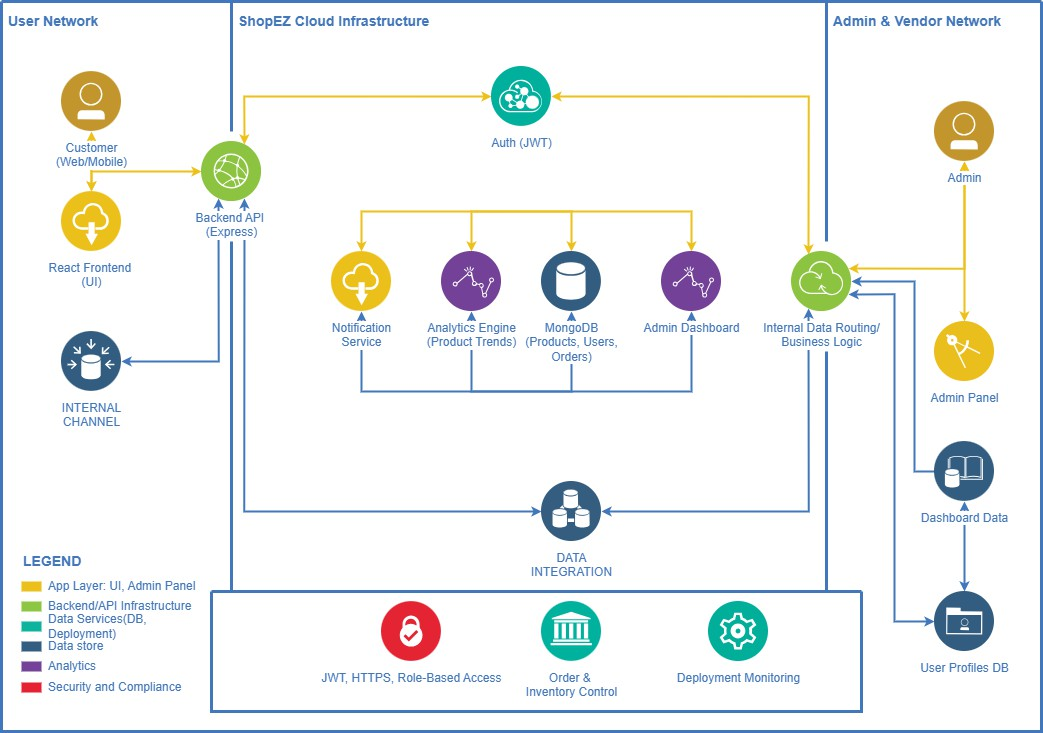 User Network
ShopEZ Cloud Infrastructure
Admin & Vendor Network
Customer
(Web/Mobile)
React Frontend
(UI)
INTERNAL
CHANNEL
Backend API
(Express)
Auth (JWT)
Notification
Service
Analytics Engine
(Product Trends)
MongoDB
(Products, Users,
Orders)
Admin Dashboard
Internal Data Routing/
Business Logic
Admin
Admin Panel
Dashboard Data
User Profiles DB
DATA
INTEGRATION
LEGEND
App Layer: UI, Admin Panel
Backend/API Infrastructure
Data Services(DB,
Deployment)
Data store
Analytics
Security and Compliance
JWT, HTTPS, Role-Based Access
Order &
Inventory Control
Deployment Monitoring